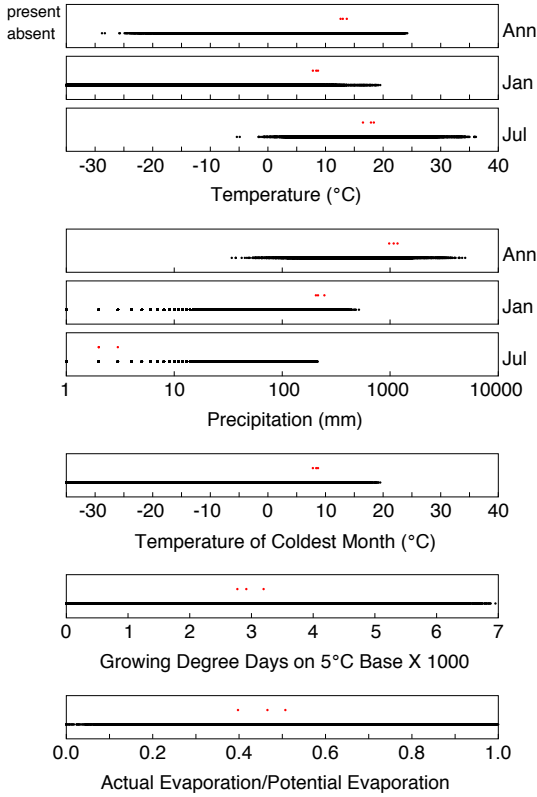 present
absent
Ann
Jan
Jul
-30 -20 -10 0 10 20 30 40
Temperature (°C)
Ann
Jan
Jul
1 10 100 1000 10000
Precipitation (mm)
-30 -20 -10 0 10 20 30 40
Temperature of Coldest Month (°C)
0 1 2 3 4 5 6 7
Growing Degree Days on 5°C Base X 1000
0.0 0.2 0.4 0.6 0.8 1.0
Actual Evaporation/Potential Evaporation